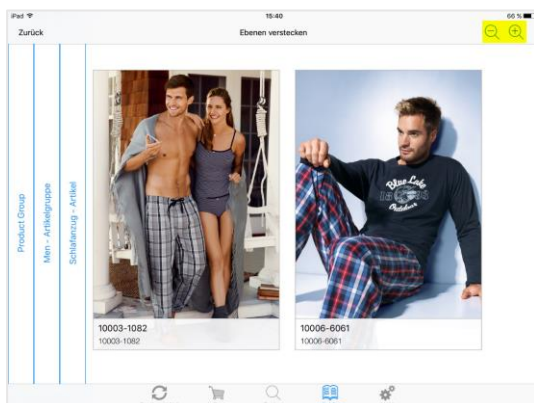 iPad 15:40 66 %
Zurück Ebenen verstecken
Product Group
Men - Artikelgruppe
Schlafanzug - Artikel
Blue Lake
Outdoor
10003-1082
10003-1082
10006-6061
10006-6061